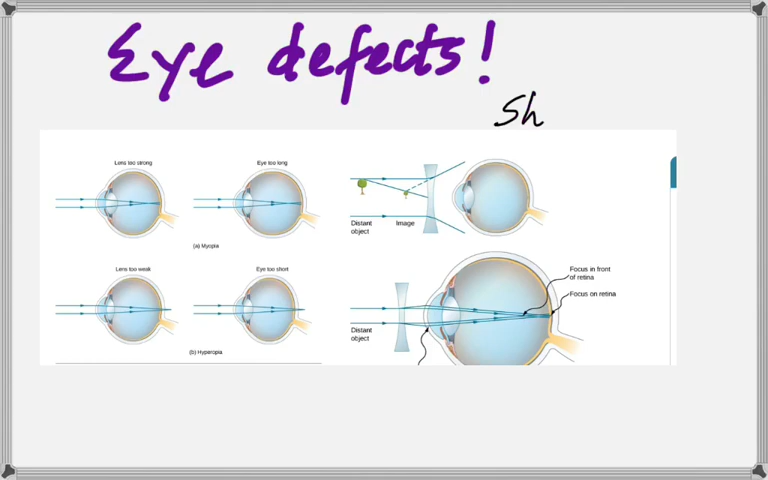 Eye defects!
Sh
Lens too strong
Eye too long
(a) Myopia
Lens too weak
Eye too short
(b) Hyperopia
Distant
object
Image
Focus in front
of retina
Focus on retina
Distant
object